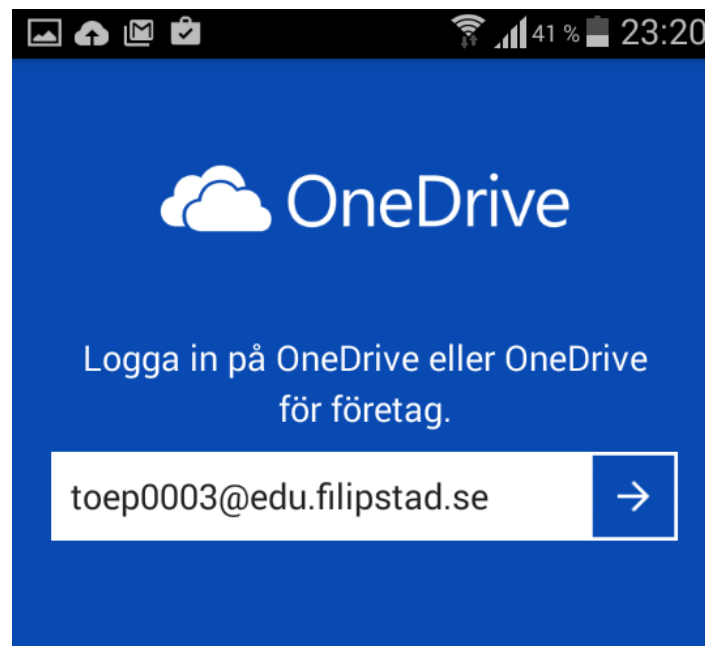 41 % 23:20
OneDrive
Logga in på OneDrive eller OneDrive
för företag.
toep0003@edu.filipstad.se